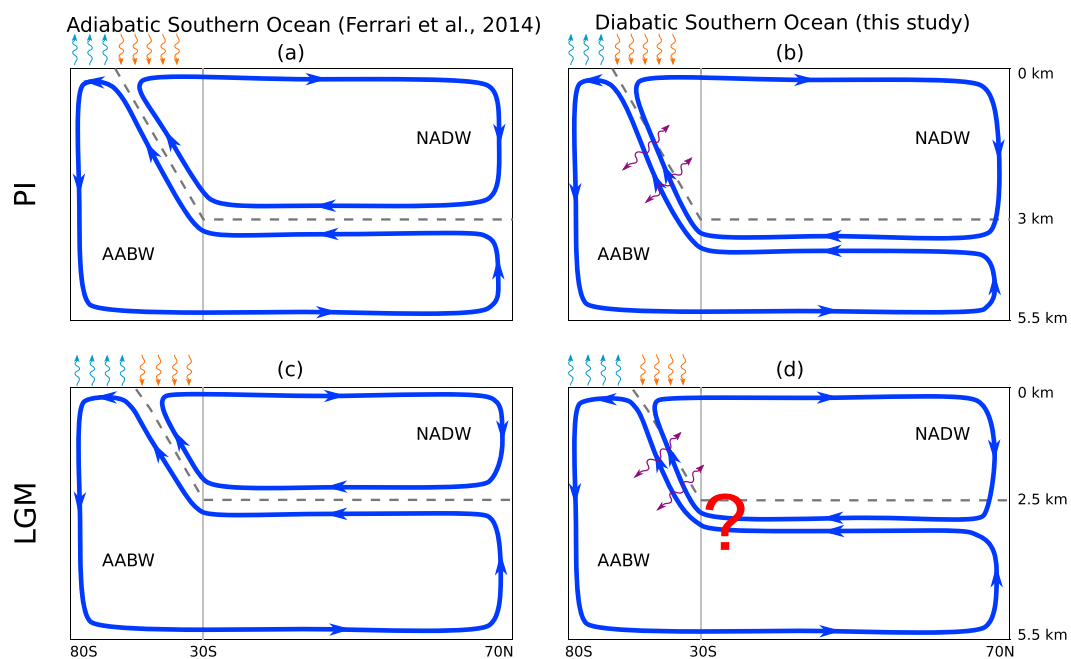 Adiabatic Southern Ocean (Ferrari et al., 2014)
Diabatic Southern Ocean (this study)
(a)
(b)
PI
NADW
AABW
NADW
AABW
0 km
3 km
5.5 km
(c)
(d)
LGM
NADW
AABW
NADW
AABW
?
0 km
2.5 km
5.5 km
80S
30S
70N
80S
30S
70N